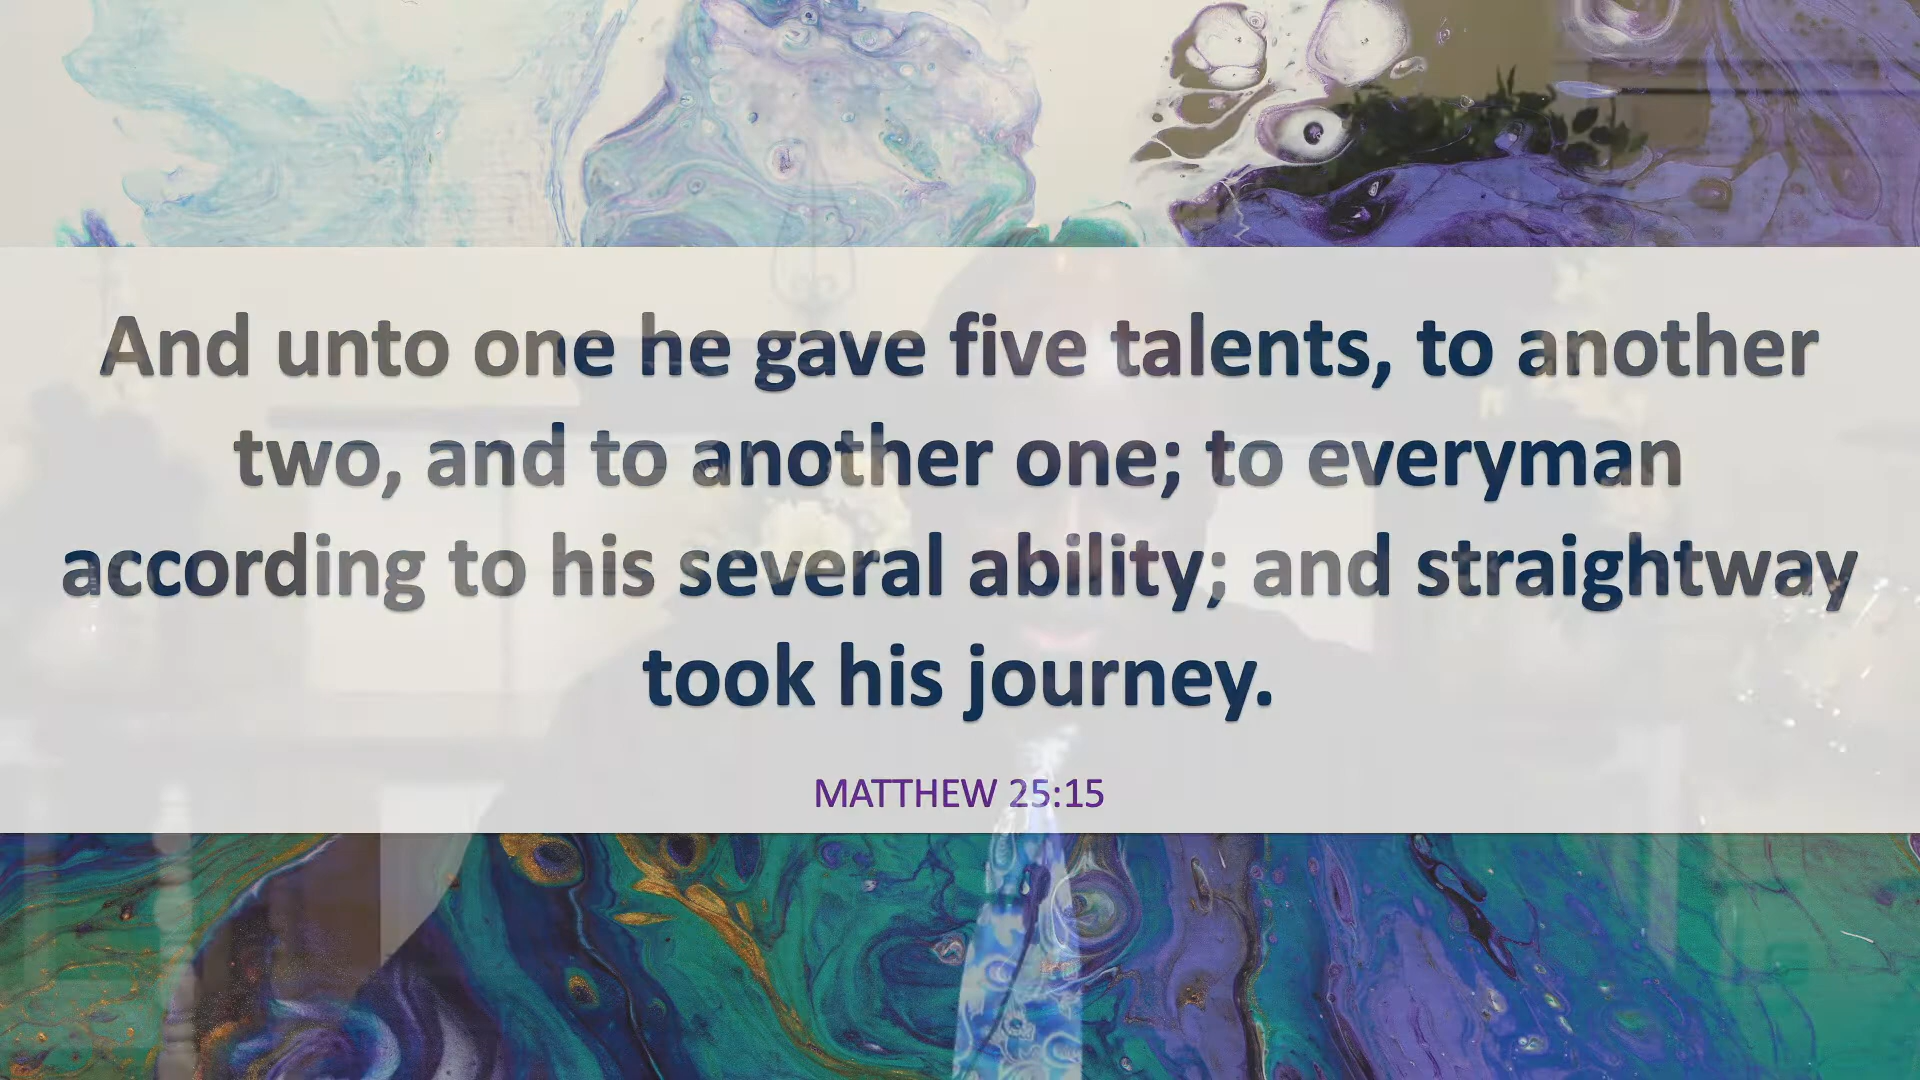 And unto one he gave five talents, to another
two, and to another one; to everyman
according to his several ability; and straightway
took his journey.
MATTHEW 25:15